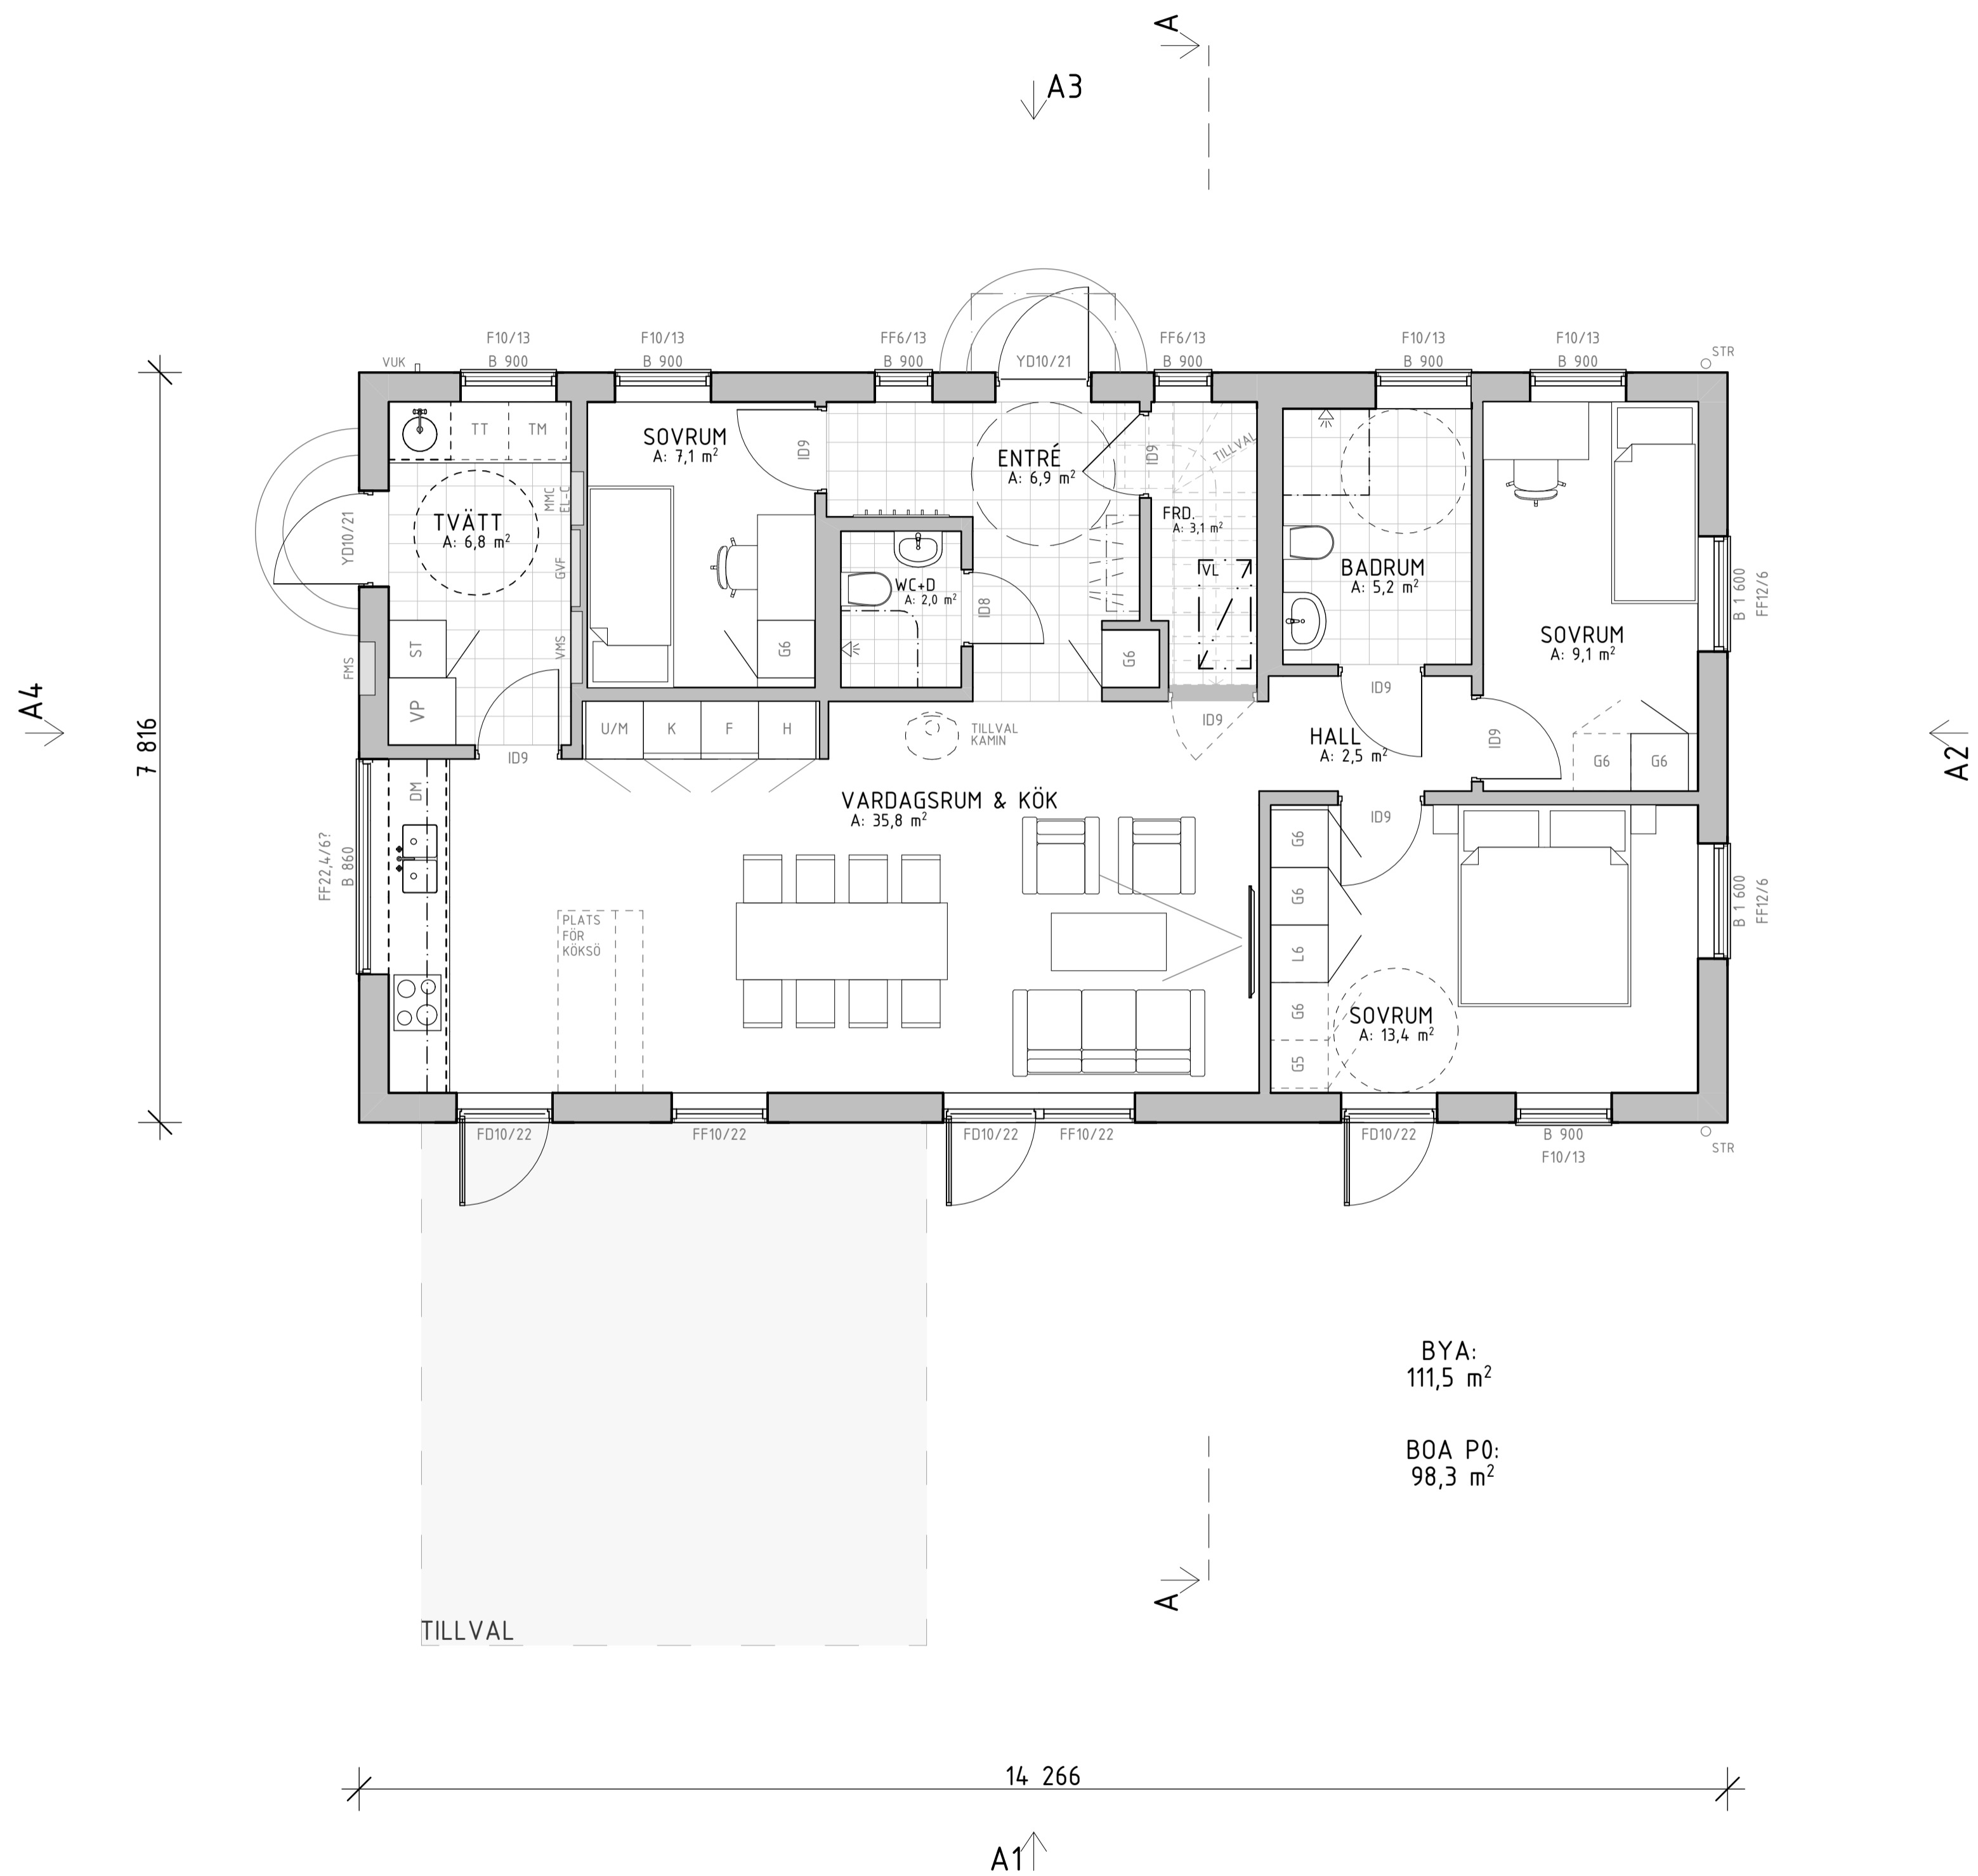 A
A3
F10/13
B 900
F10/13
B 900
FF6/13
B 900
YD10/21
FF6/13
B 900
F10/13
B 900
F10/13
B 900
STR
VUK
TT
TM
SOVRUM
A: 7,1 m²
ID9
ENTRÉ
A: 6,9 m²
ID9
TILLVAL
MMC
EL-C
TVÄTT
A: 6,8 m²
YD10/21
FRD.
A: 3,1 m²
GVF
VL
BADRUM
A: 5,2 m²
WC+D
A: 2,0 m²
ID8
B 1 600
FF12/6
SOVRUM
A: 9,1 m²
ST
VMS
G6
G6
FMS
VP
ID9
A4
7 816
U/M
K
F
H
TILLVAL
KAMIN
ID9
HALL
A: 2,5 m²
ID9
G6
G6
A2
ID9
DM
VARDAGSRUM & KÖK
A: 35,8 m²
ID9
FF22,4/6?
B 860
G6
G6
L6
G6
G5
B 1 600
FF12/6
PLATS
FÖR
KÖKSÖ
SOVRUM
A: 13,4 m²
FD10/22
FF10/22
FD10/22
FF10/22
FD10/22
B 900
F10/13
STR
BYA:
111,5 m²
BOA P0:
98,3 m²
A
TILLVAL
14 266
A1